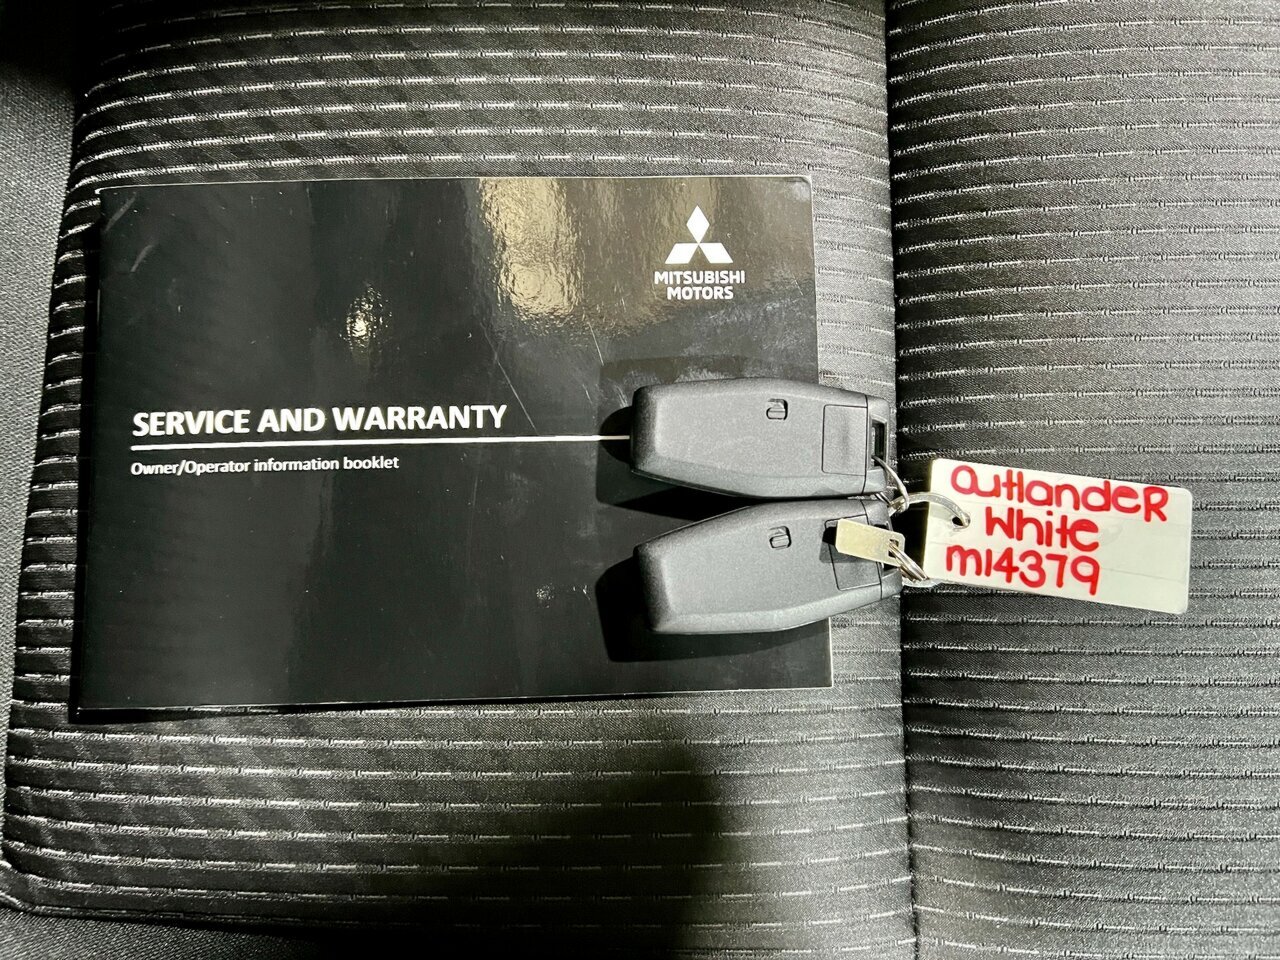 MITSUBISHI
MOTORS
SERVICE AND WARRANTY
Owner/Operator information booklet
OutlandeR
White
m14379